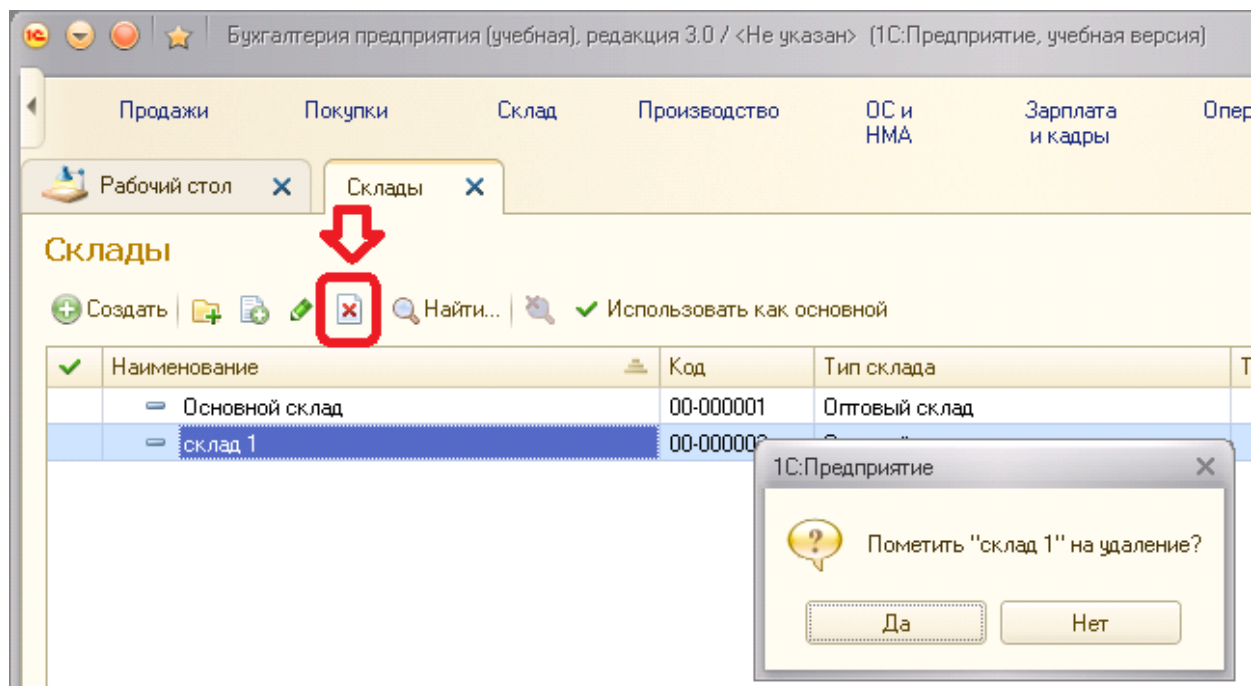 1С Бухгалтерия предприятия (учебная), редакция 3.0 / <Не указан> (1С:Предприятие, учебная версия)
Продажи Покупки Склад Производство ОС и НМА Зарплата и кадры
Рабочий стол Склады
Склады
Создать Найти... Использовать как основной
Наименование Код Тип склада
Основной склад 00-000001 Оптовый склад
склад 1
1С:Предприятие
Пометить "склад 1" на удаление?
Да Нет